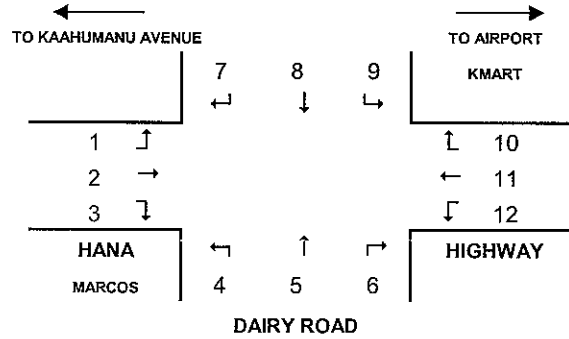 TO KAAHUMANU AVENUE
TO AIRPORT
7 8 9
KMART
1
2
3
10
11
12
HANA
HIGHWAY
MARCOS
4 5 6
DAIRY ROAD